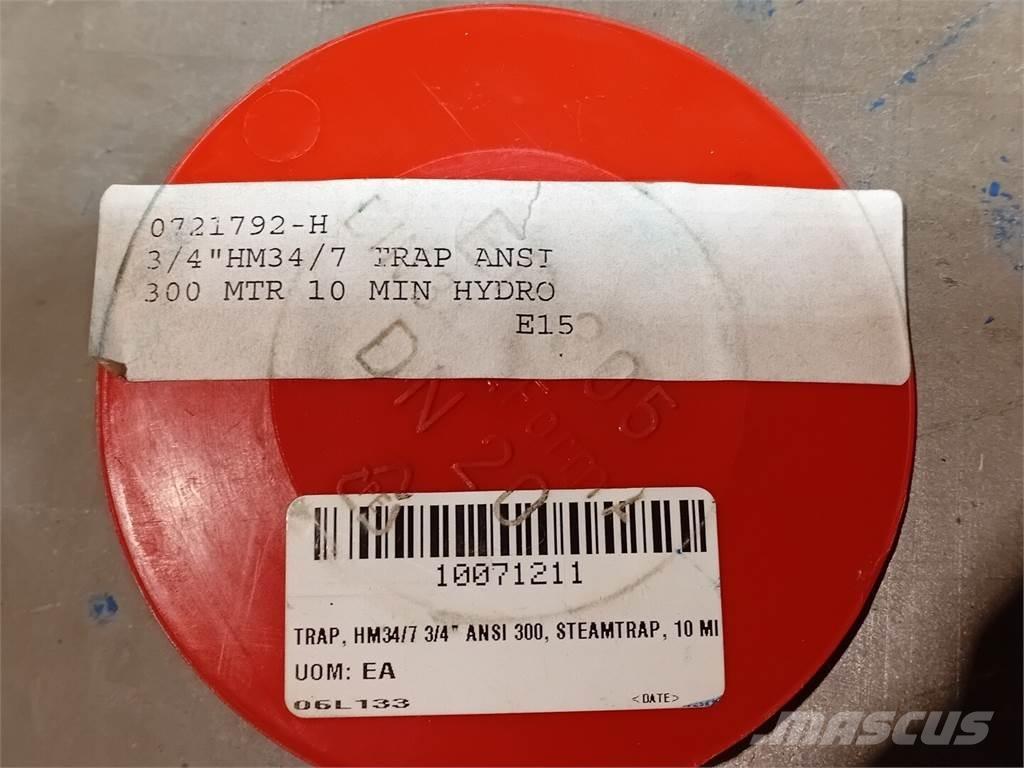 0721792-H
3/4"HM34/7 TRAP ANSI
300 MTR 10 MIN HYDRO
E15
DN 20
10071211
TRAP, HM34/7 3/4" ANSI 300, STEAMTRAP, 10 MI
UOM: EA
06L133
<DATE>
MASCUS